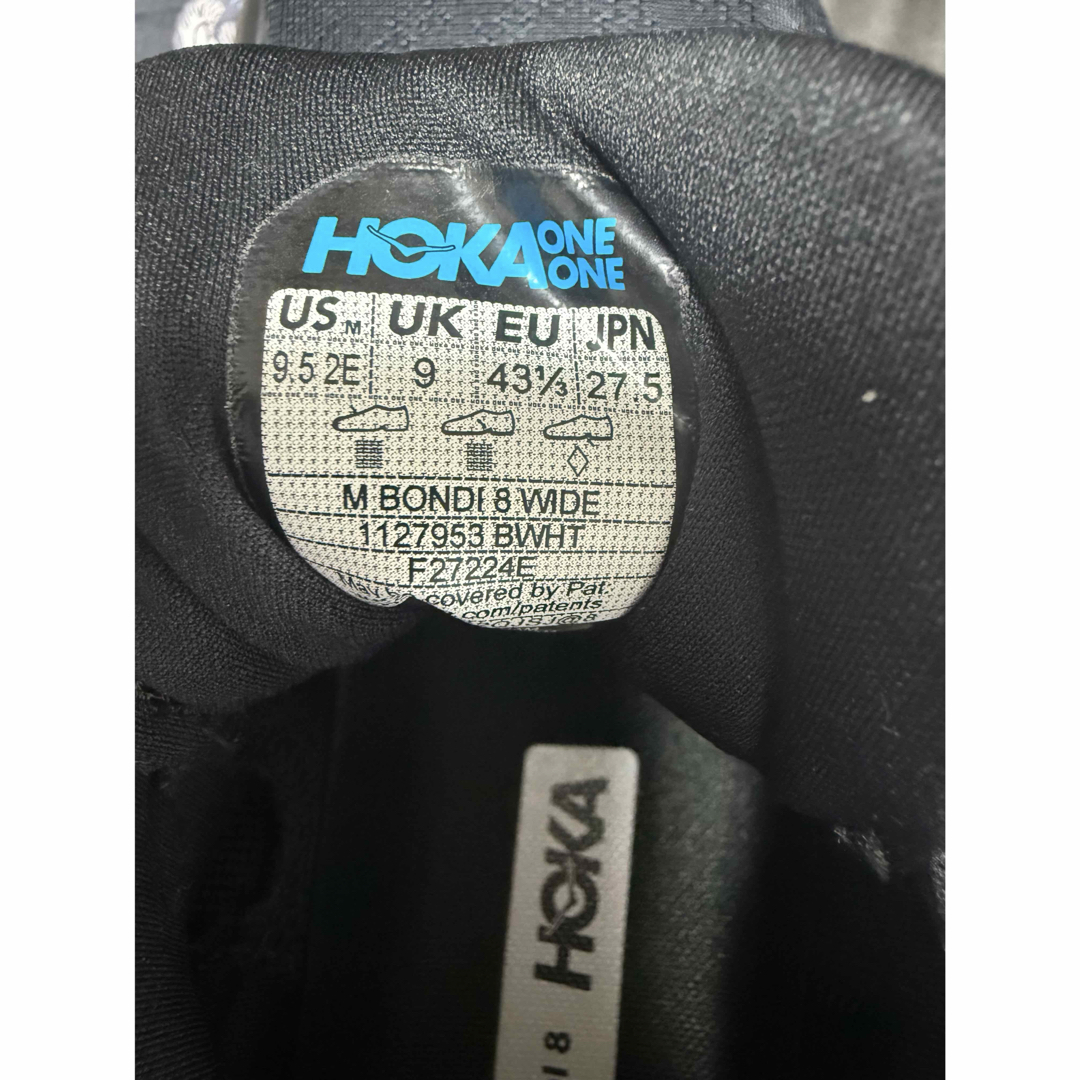 HOKA ONE ONE
US M UK EU JPN
9.5 2E 9 43⅓ 27.5
M BONDI 8 WIDE
1127953 BWHT
F27224E
covered by Pat.
.com/patents
HOKA
I 8